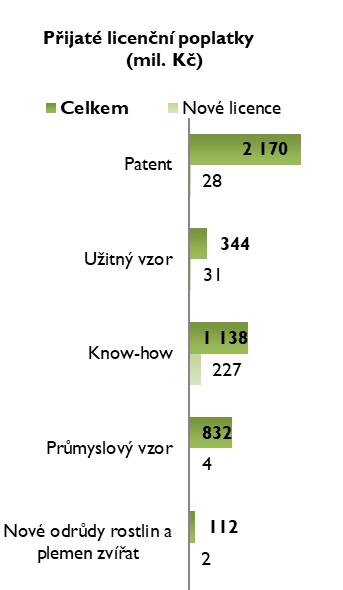 Přijaté licenční poplatky
(mil. Kč)
Celkem Nové licence
Patent 2 170
28
Užitný vzor 344
31
Know-how 1 138
227
Průmyslový vzor 832
4
Nové odrůdy rostlin a
plemen zvířat 112
2